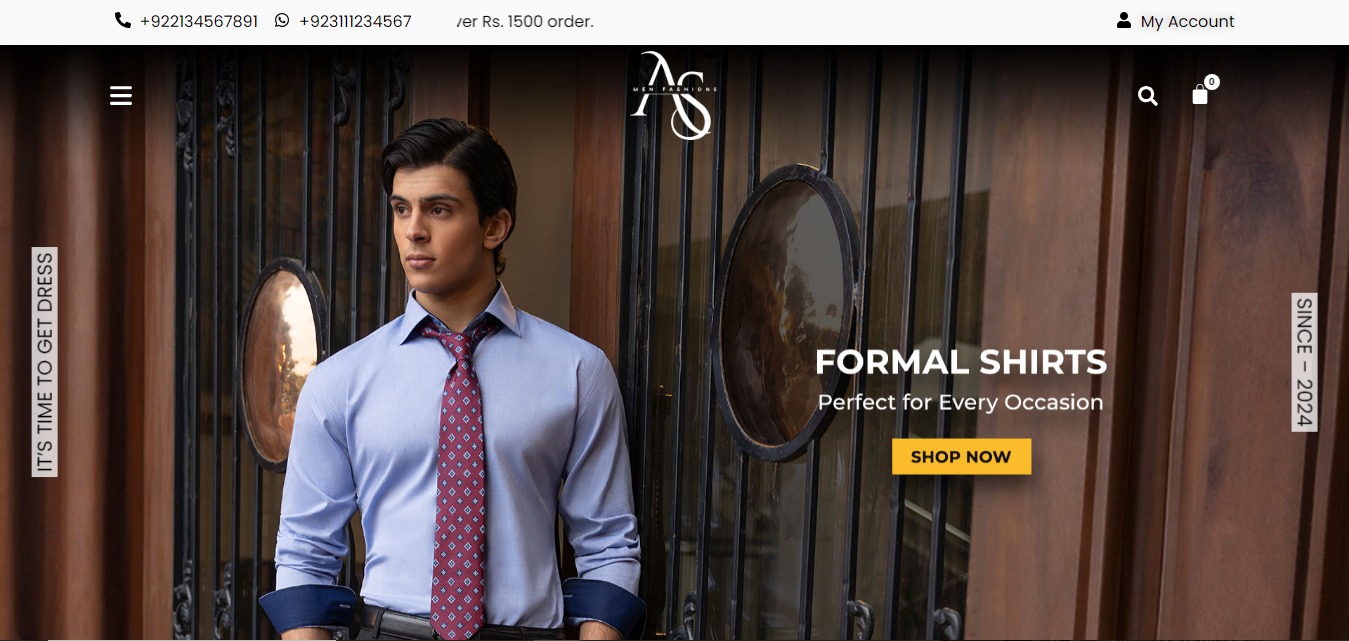 +922134567891
+923111234567
ver Rs. 1500 order.
My Account
0
AS
MEN FASHIONS
IT'S TIME TO GET DRESS
SINCE – 2024
FORMAL SHIRTS
Perfect for Every Occasion
SHOP NOW